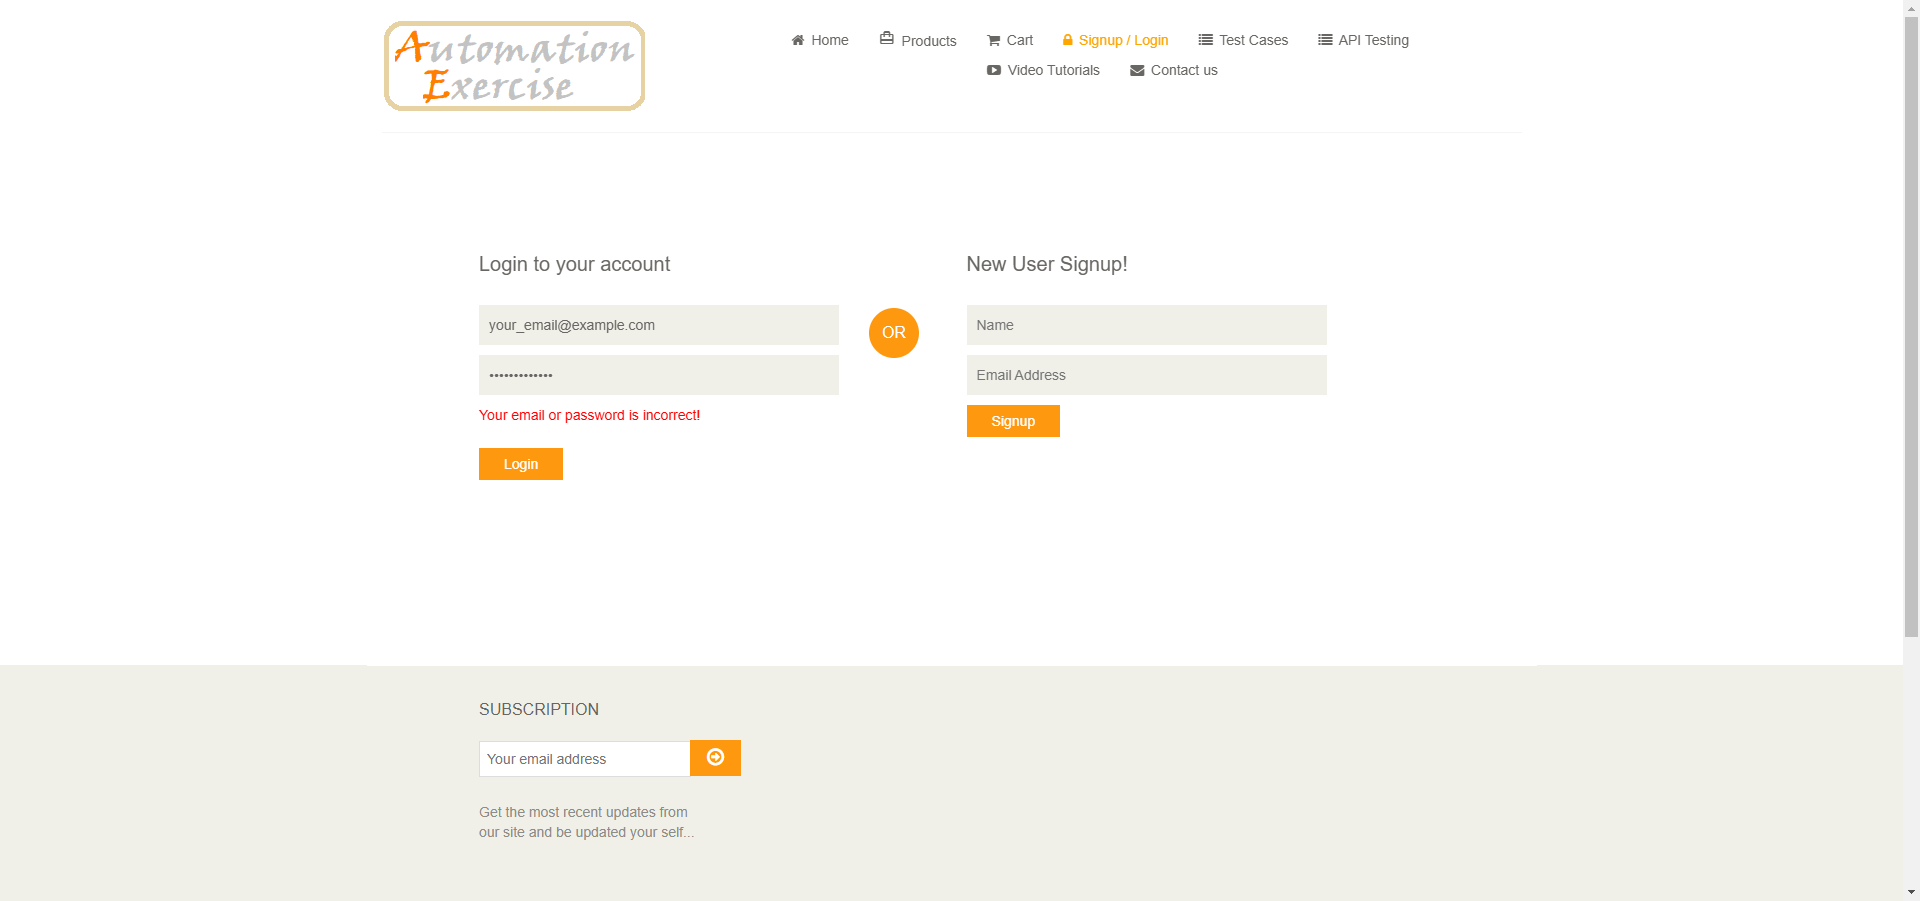 Automation
Exercise
Home
Products
Cart
Signup / Login
Test Cases
API Testing
Video Tutorials
Contact us
Login to your account
your_email@example.com
•••••••••••••
Your email or password is incorrect!
Login
OR
New User Signup!
Name
Email Address
Signup
SUBSCRIPTION
Your email address
Get the most recent updates from
our site and be updated your self...